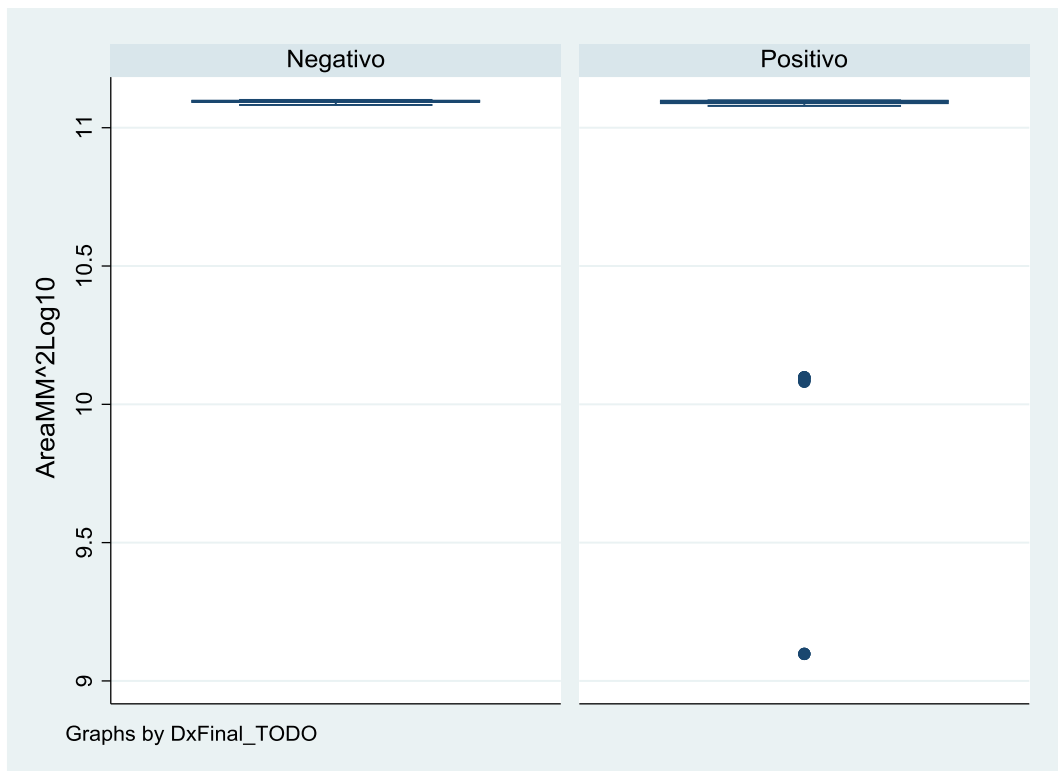 Negativo
Positivo
AreaMM^2Log10
11
10.5
10
9.5
9
Graphs by DxFinal_TODO